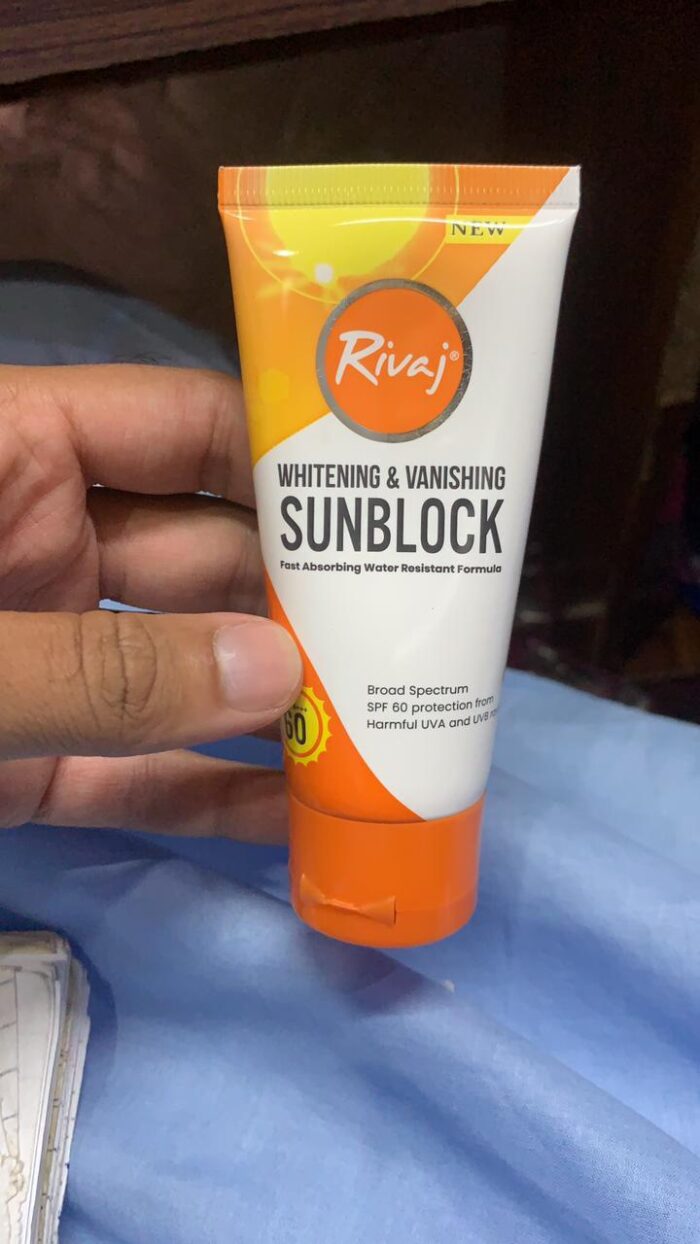 NEW
Rivaj®
WHITENING & VANISHING
SUNBLOCK
Fast Absorbing Water Resistant Formula
Broad Spectrum
SPF 60 protection from
Harmful UVA and UVB
60